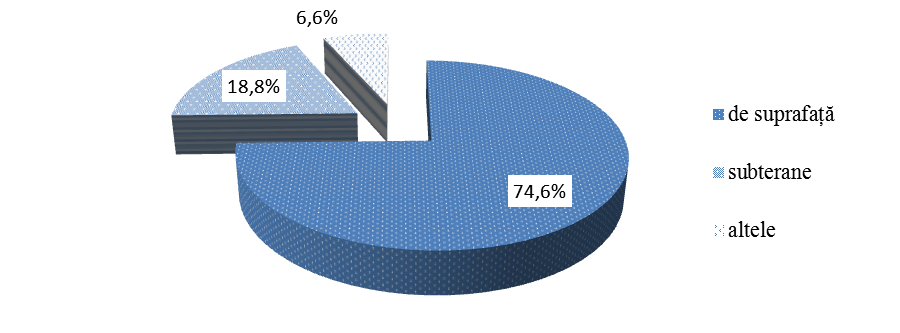 6,6%
18,8%
74,6%
de suprafață
subterane
altele